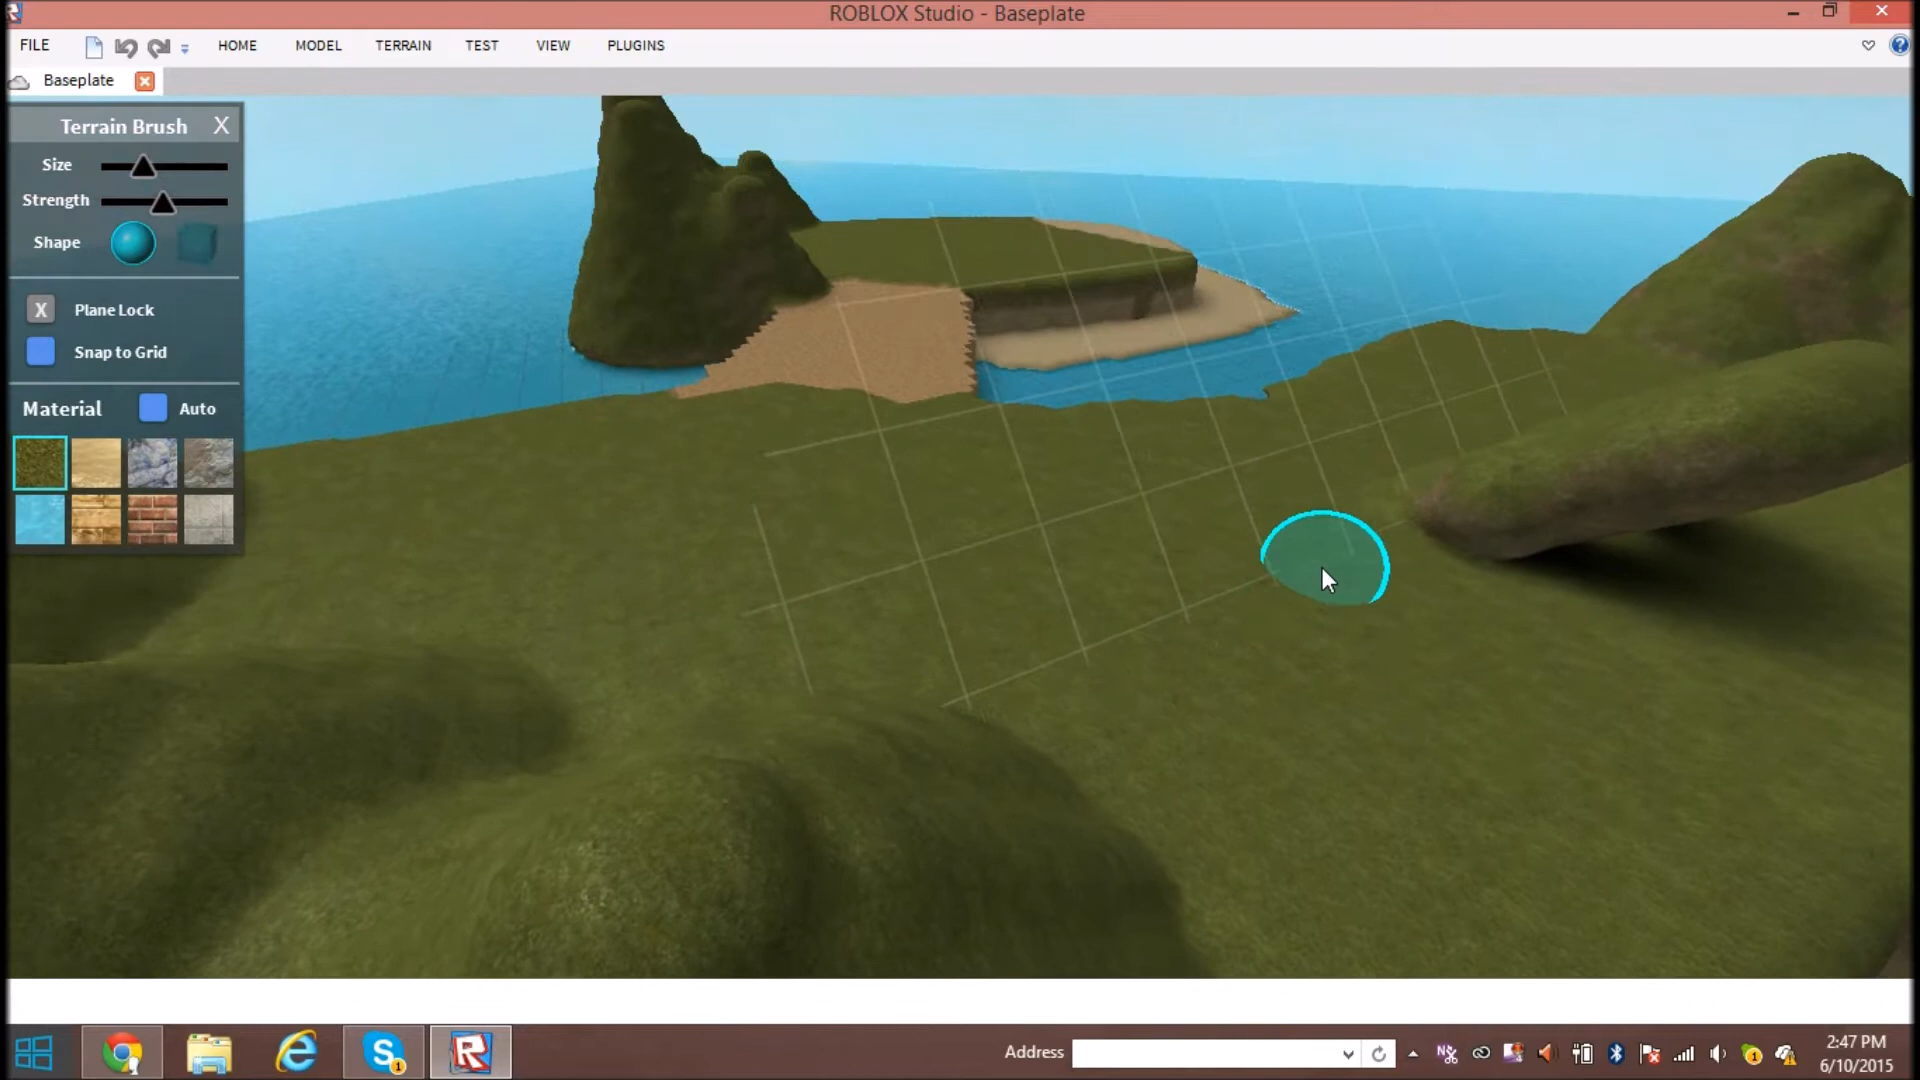 ROBLOX Studio - Baseplate
FILE HOME MODEL TERRAIN TEST VIEW PLUGINS
Baseplate
Terrain Brush X
Size
Strength
Shape
X Plane Lock
Snap to Grid
Material Auto
Address
2:47 PM
6/10/2015